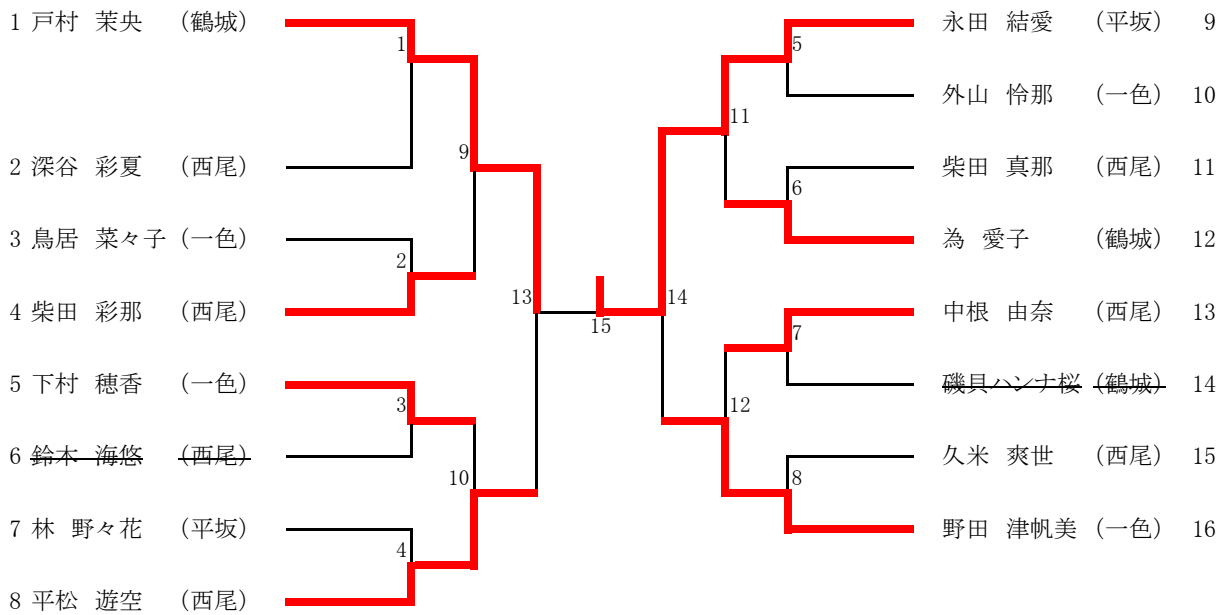 1 戸村 茉央 (鶴城)
2 深谷 彩夏 (西尾)
3 鳥居 菜々子 (一色)
4 柴田 彩那 (西尾)
5 下村 穂香 (一色)
6 鈴木 海悠 (西尾)
7 林 野々花 (平坂)
8 平松 遊空 (西尾)
1
2
3
4
9
10
13
15
14
11
12
5
6
7
8
永田 結愛 (平坂) 9
外山 怜那 (一色) 10
柴田 真那 (西尾) 11
為 愛子 (鶴城) 12
中根 由奈 (西尾) 13
磯貝ハンナ桜 (鶴城) 14
久米 爽世 (西尾) 15
野田 津帆美 (一色) 16